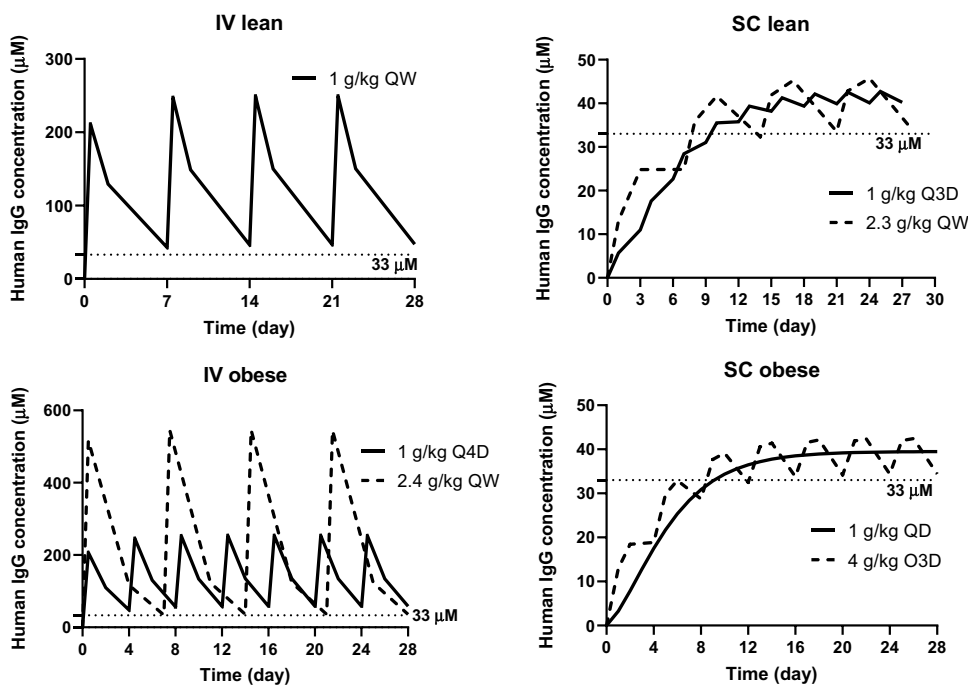 IV lean
Human IgG concentration (μM)
300
200
100
0
1 g/kg QW
33 μM
0 7 14 21 28
Time (day)
SC lean
Human IgG concentration (μM)
50
40
30
20
10
0
33 μM
1 g/kg Q3D
2.3 g/kg QW
0 3 6 9 12 15 18 21 24 27 30
Time (day)
IV obese
Human IgG concentration (μM)
600
400
200
0
1 g/kg Q4D
2.4 g/kg QW
33 μM
0 4 8 12 16 20 24 28
Time (day)
SC obese
Human IgG concentration (μM)
50
40
30
20
10
0
33 μM
1 g/kg QD
4 g/kg O3D
0 4 8 12 16 20 24 28
Time (day)